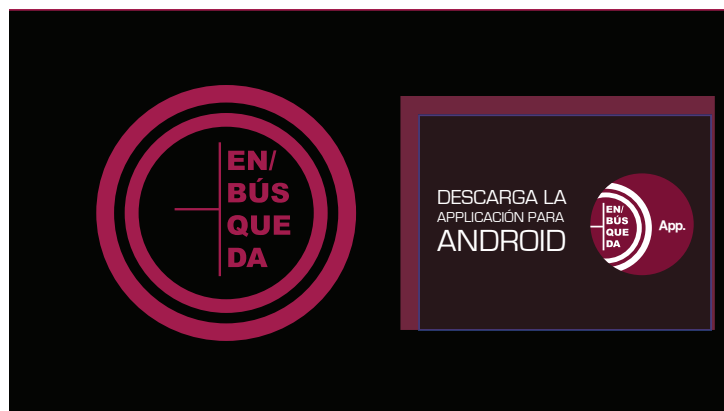 EN/
BÚS
QUE
DA
DESCARGA LA
APPLICACIÓN PARA
ANDROID
EN/
BÚS
QUE
DA
App.